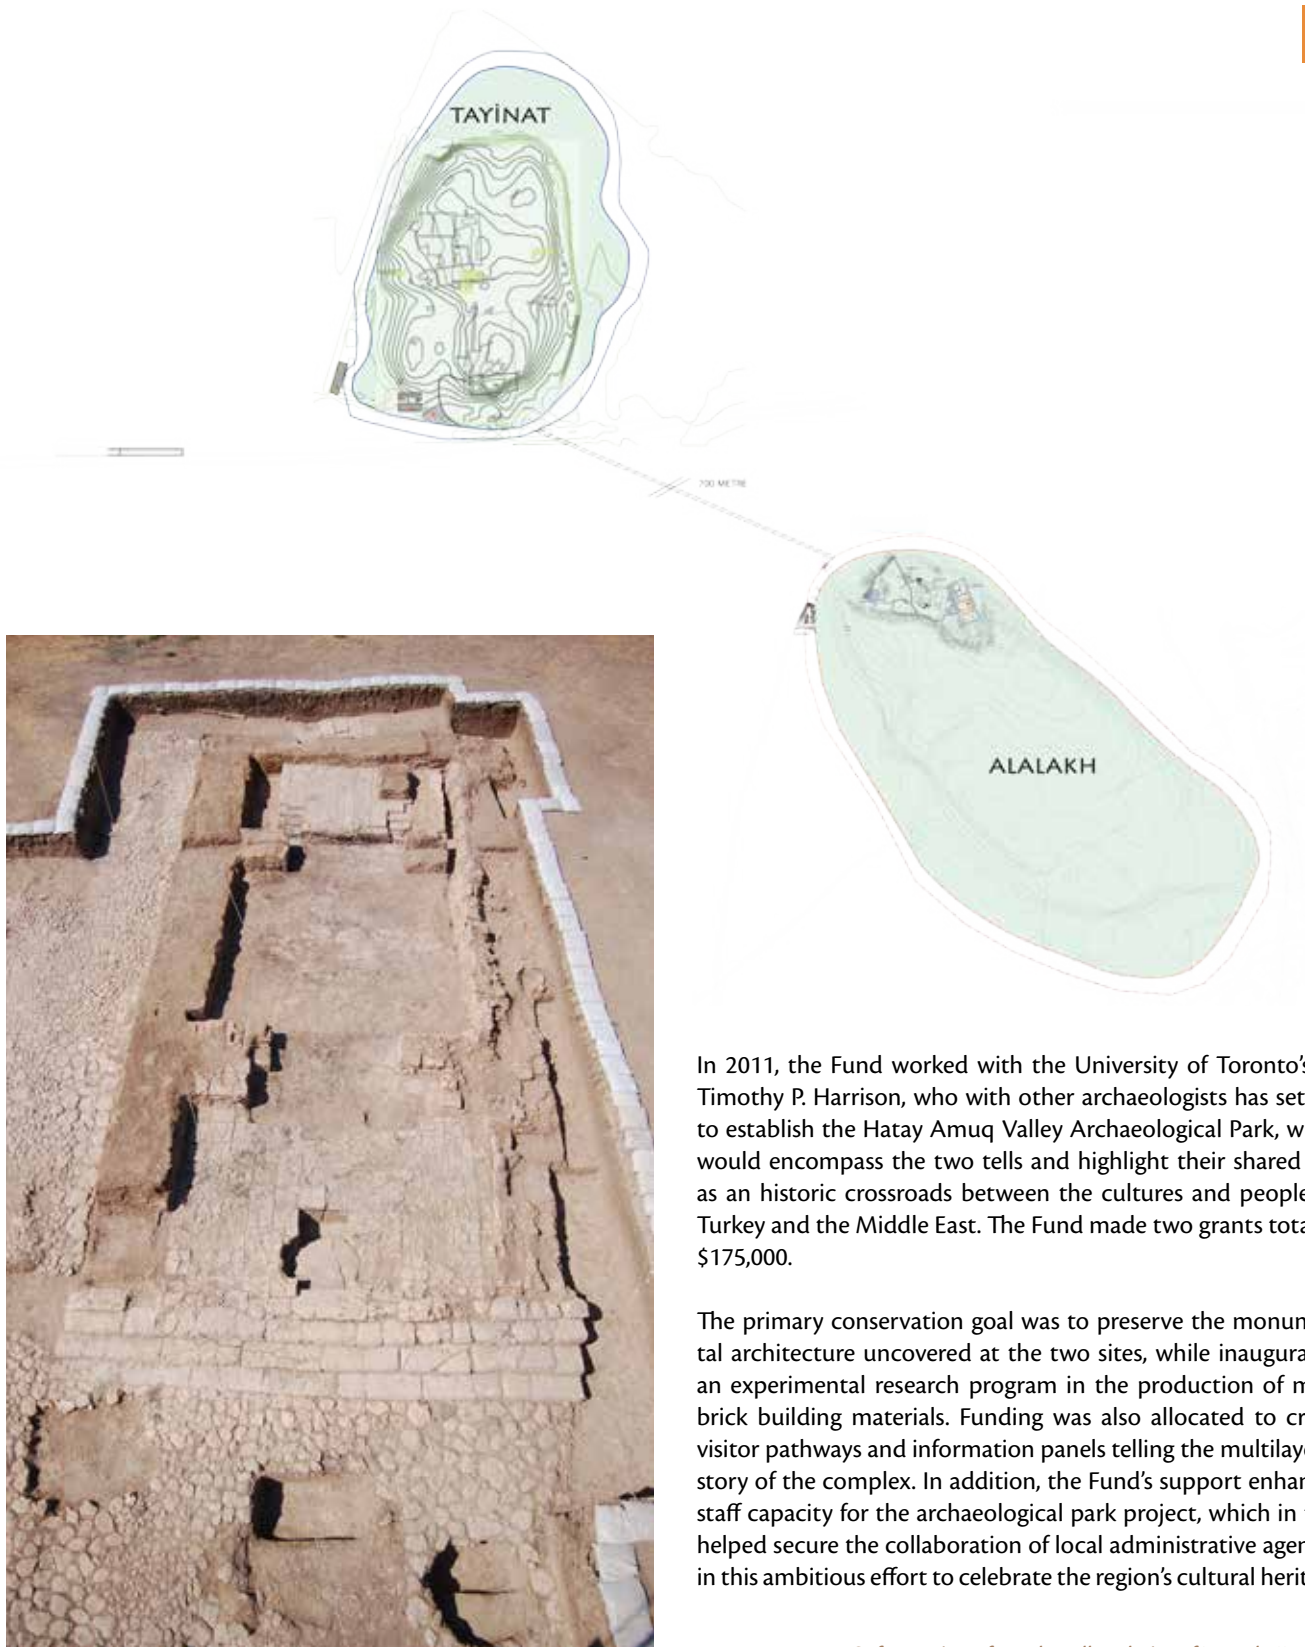 TAYİNAT
700 METRE
ALALAKH
In 2011, the Fund worked with the University of Toronto's
Timothy P. Harrison, who with other archaeologists has set
to establish the Hatay Amuq Valley Archaeological Park, w
would encompass the two tells and highlight their shared
as an historic crossroads between the cultures and people
Turkey and the Middle East. The Fund made two grants tota
$175,000.
The primary conservation goal was to preserve the monum
tal architecture uncovered at the two sites, while inaugura
an experimental research program in the production of m
brick building materials. Funding was also allocated to cr
visitor pathways and information panels telling the multilaye
story of the complex. In addition, the Fund's support enhan
staff capacity for the archaeological park project, which in
helped secure the collaboration of local administrative agen
in this ambitious effort to celebrate the region's cultural herit